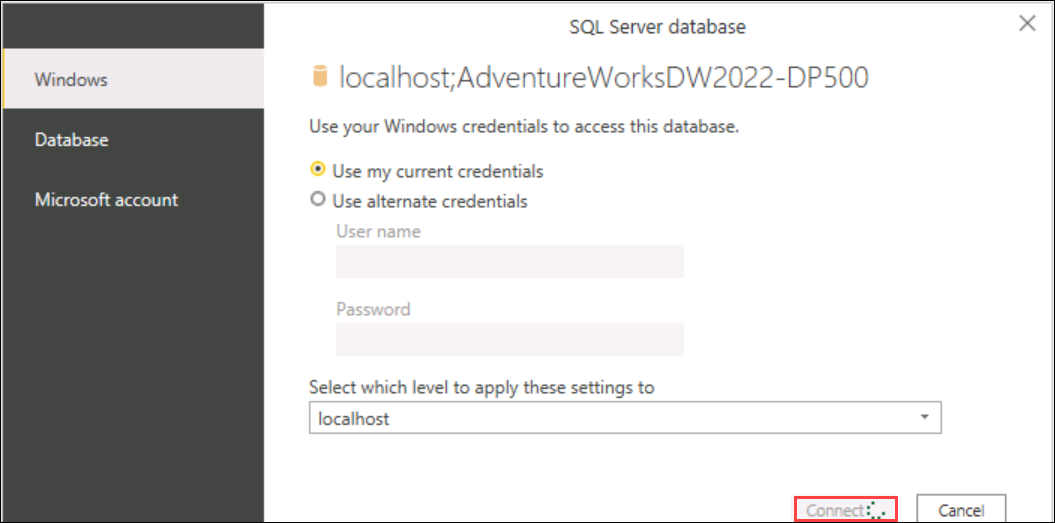 SQL Server database
Windows
Database
Microsoft account
localhost;AdventureWorksDW2022-DP500
Use your Windows credentials to access this database.
Use my current credentials
Use alternate credentials
User name
Password
Select which level to apply these settings to
localhost
Connect
Cancel